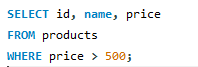 SELECT id, name, price
FROM products
WHERE price > 500;